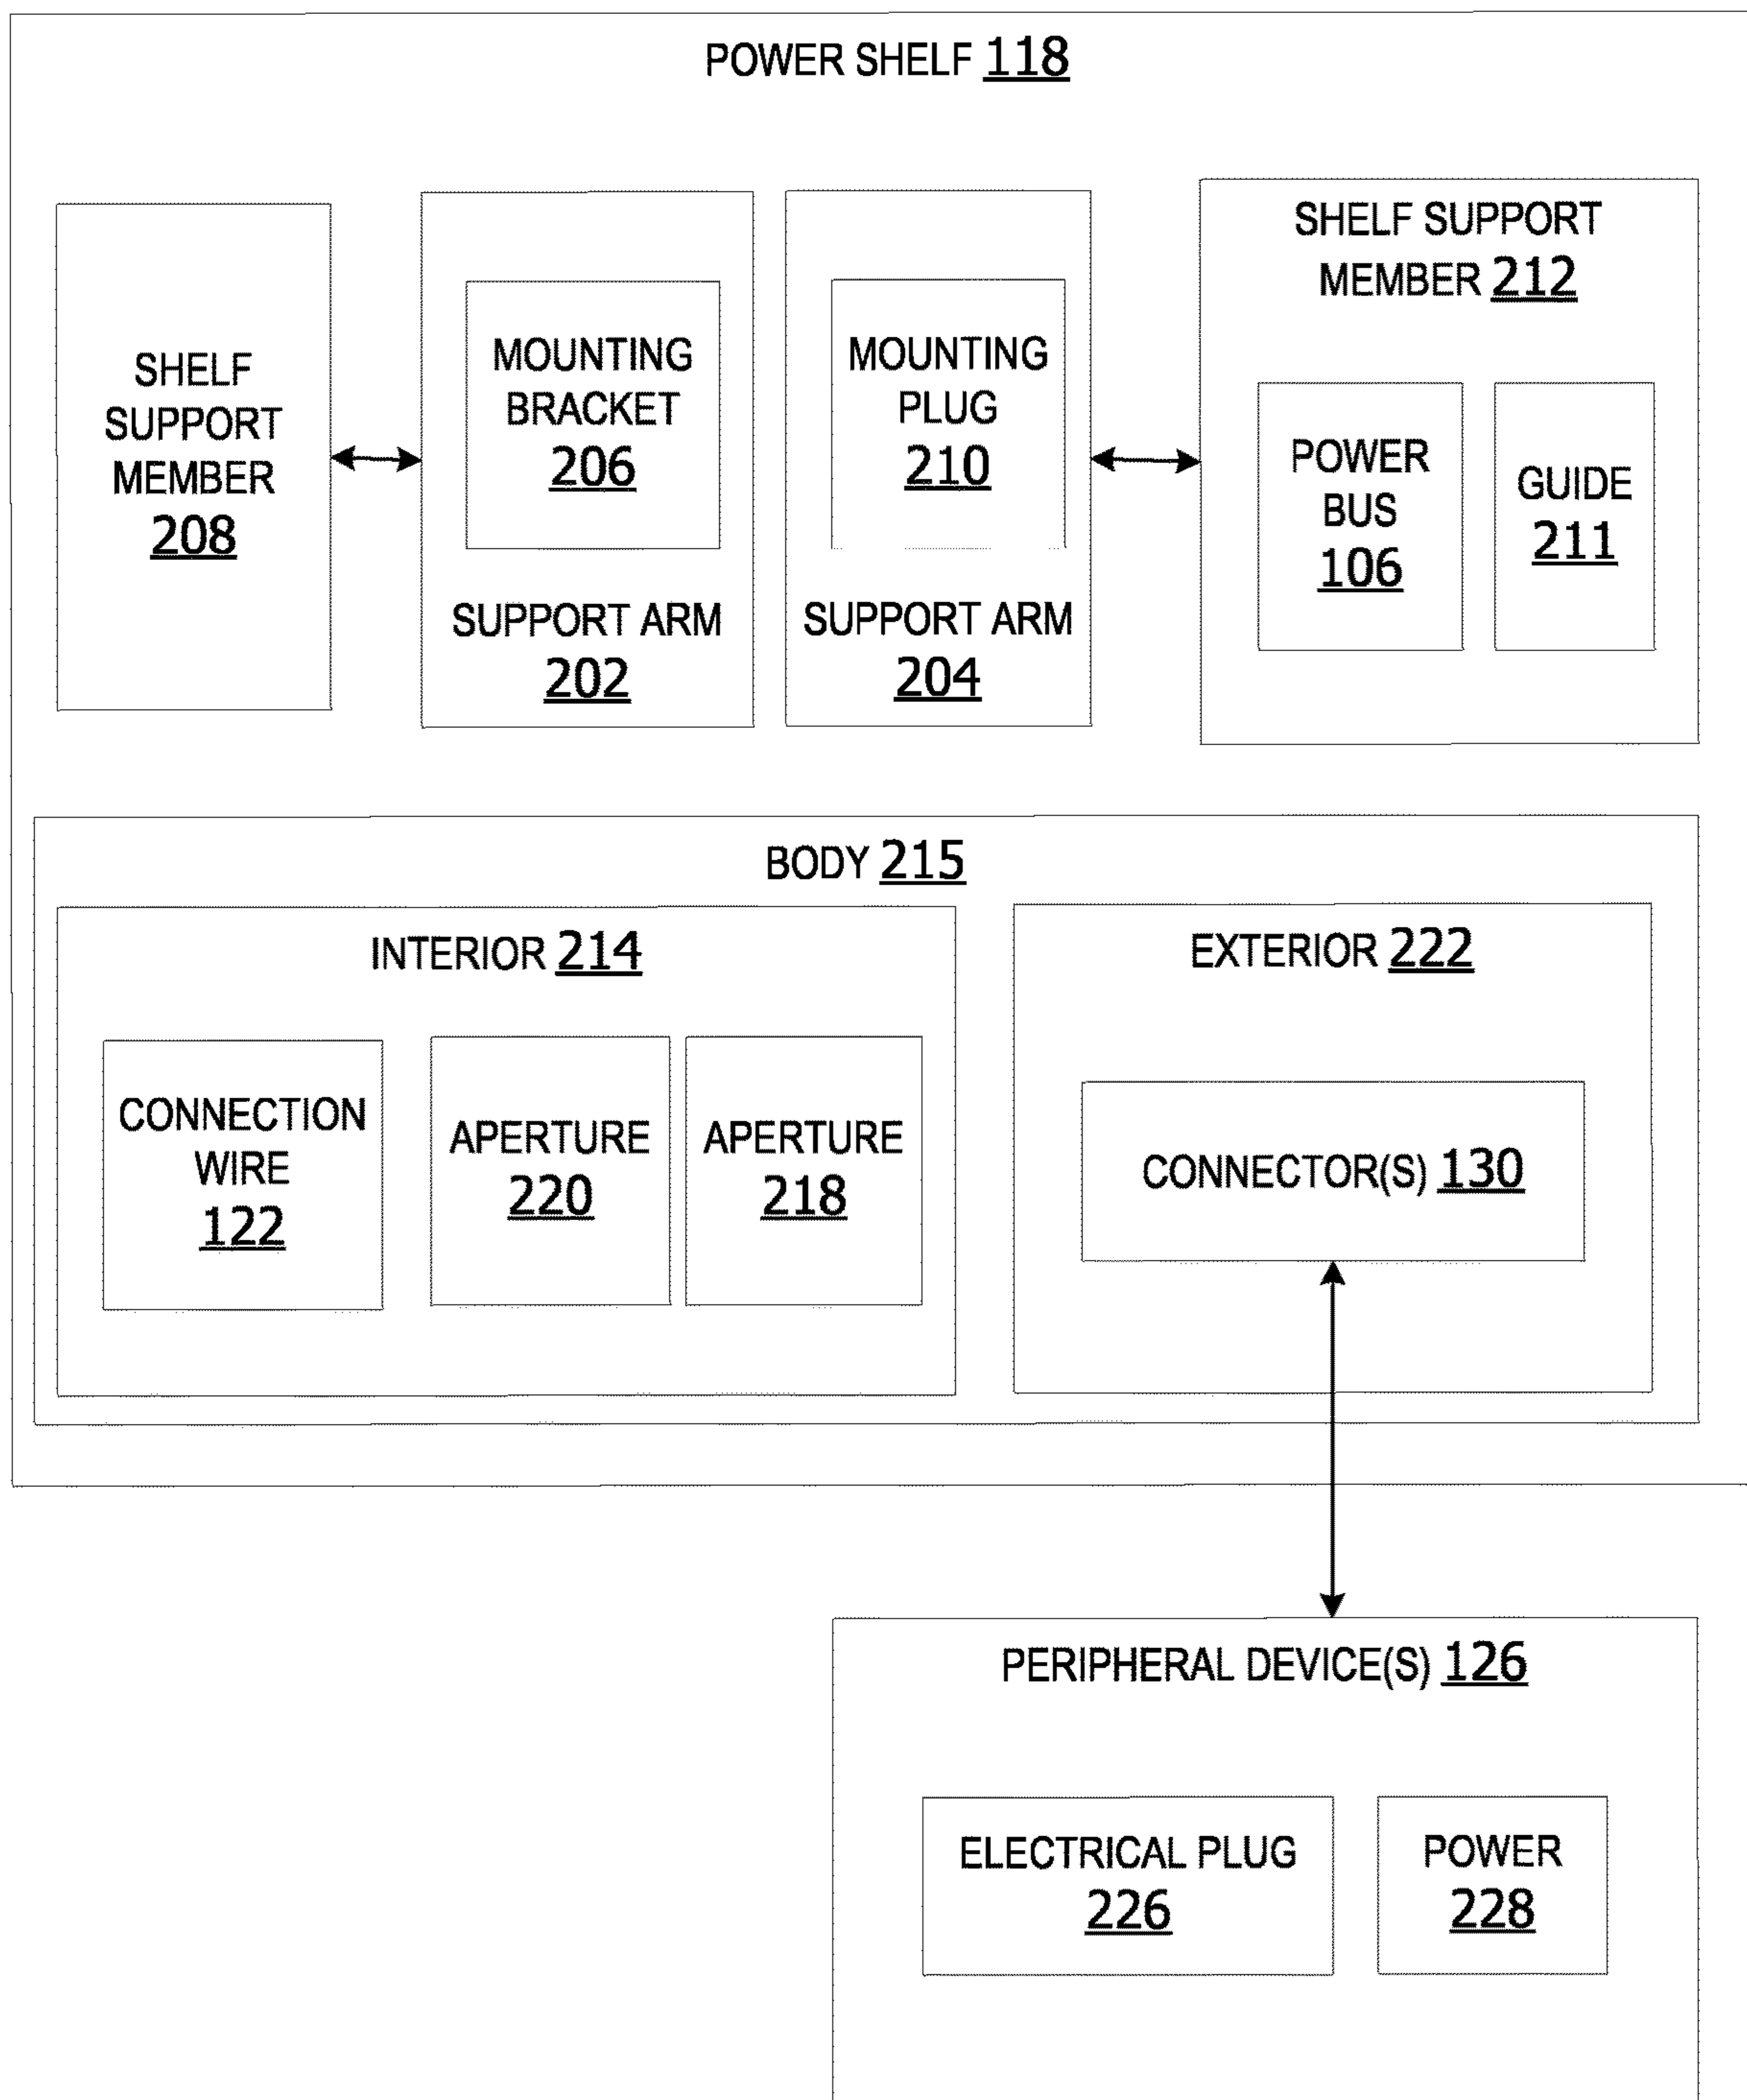 POWER SHELF 118
SHELF
SUPPORT
MEMBER
208
MOUNTING
BRACKET
206
SUPPORT ARM
202
MOUNTING
PLUG
210
SUPPORT ARM
204
SHELF SUPPORT
MEMBER 212
POWER
BUS
106
GUIDE
211
BODY 215
INTERIOR 214
CONNECTION
WIRE
122
APERTURE
220
APERTURE
218
EXTERIOR 222
CONNECTOR(S) 130
PERIPHERAL DEVICE(S) 126
ELECTRICAL PLUG
226
POWER
228